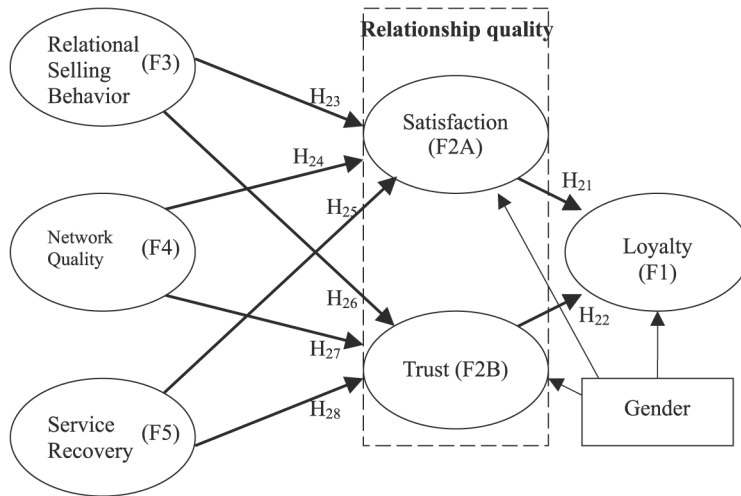 Relationship quality
Relational
Selling
Behavior
(F3)
H23
Satisfaction
(F2A)
H24
H21
Network
Quality
(F4)
H25
Loyalty
(F1)
H26
H22
H27
Trust (F2B)
H28
Gender
Service
Recovery
(F5)